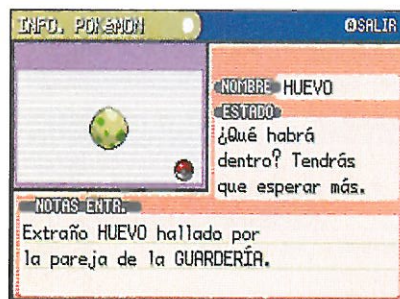 INFO. POKéMON
SALIR
NOMBRE HUEVO
ESTADO
¿Qué habrá
dentro? Tendrás
que esperar más.
NOTAS ENTR.
Extraño HUEVO hallado por
la pareja de la GUARDERÍA.